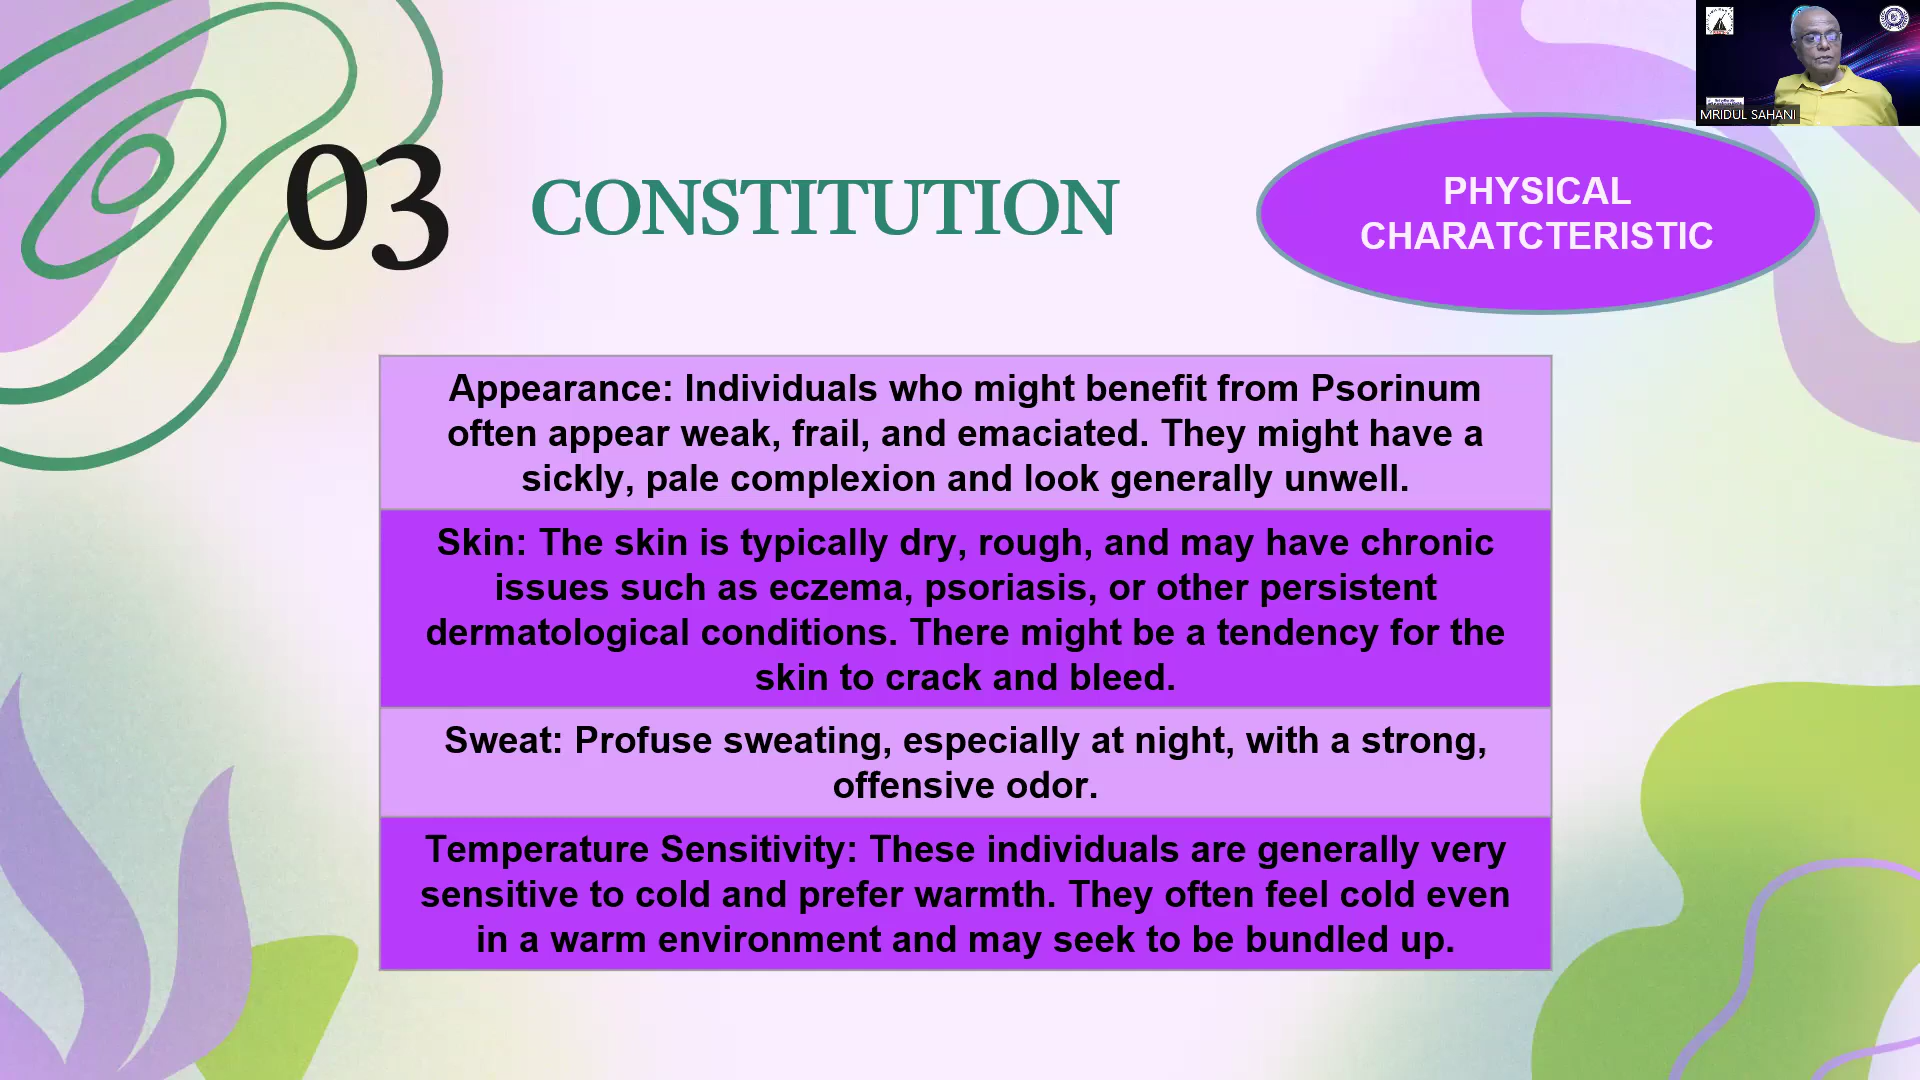 MRIDUL SAHANI
03 CONSTITUTION
PHYSICAL
CHARATCTERISTIC
Appearance: Individuals who might benefit from Psorinum
often appear weak, frail, and emaciated. They might have a
sickly, pale complexion and look generally unwell.
Skin: The skin is typically dry, rough, and may have chronic
issues such as eczema, psoriasis, or other persistent
dermatological conditions. There might be a tendency for the
skin to crack and bleed.
Sweat: Profuse sweating, especially at night, with a strong,
offensive odor.
Temperature Sensitivity: These individuals are generally very
sensitive to cold and prefer warmth. They often feel cold even
in a warm environment and may seek to be bundled up.